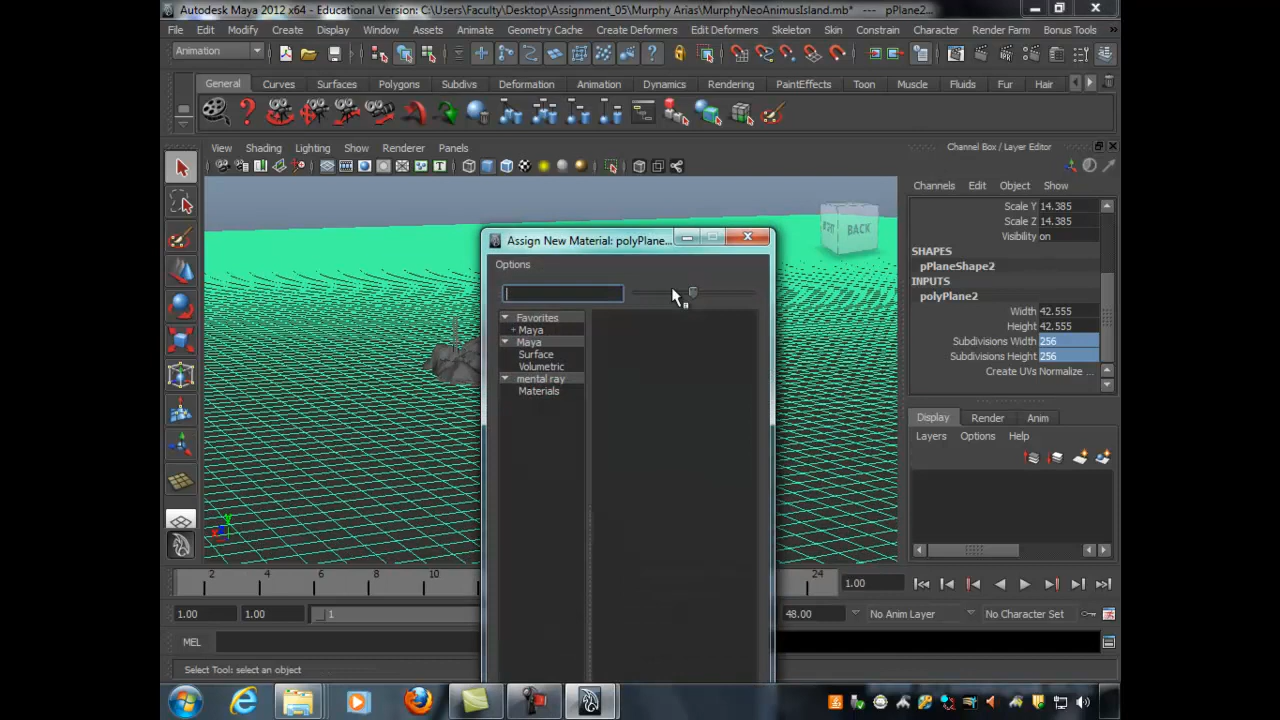 Autodesk Maya 2012 x64 - Educational Version: C:\Users\Faculty\Desktop\Assignment_05\Murphy Arias\MurphyNeoAnimusIsland.mb* --- pPlane2...
File Edit Modify Create Display Window Assets Animate Geometry Cache Create Deformers Edit Deformers Skeleton Skin Constrain Character Render Farm Bonus Tools
Animation
General Curves Surfaces Polygons Subdivs Deformation Animation Dynamics Rendering PaintEffects Toon Muscle Fluids Fur Hair
View Shading Lighting Show Renderer Panels
Channel Box / Layer Editor
Channels Edit Object Show
Scale Y 14.385
Scale Z 14.385
Visibility on
SHAPES
pPlaneShape2
INPUTS
polyPlane2
Width 42.555
Height 42.555
Subdivisions Width 256
Subdivisions Height 256
Create UVs Normalize ...
BACK
Assign New Material: polyPlane...
Options
Favorites
+ Maya
Maya
Surface
Volumetric
mental ray
Materials
Display Render Anim
Layers Options Help
2 4 6 8 10 24
1.00
1.00 1.00 1 48.00 No Anim Layer No Character Set
MEL
Select Tool: select an object